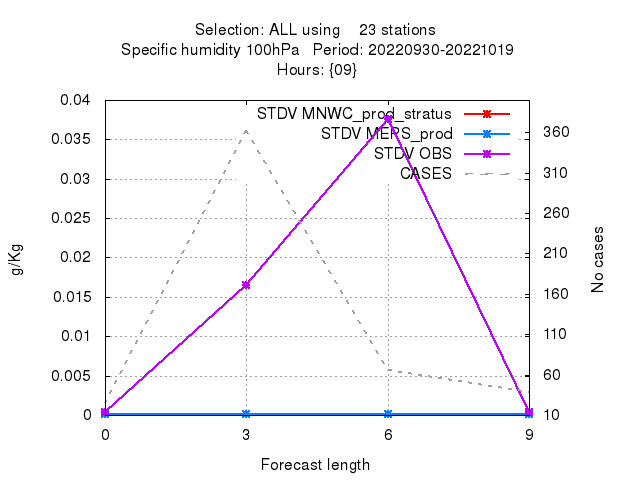 Selection: ALL using    23 stations
Specific humidity 100hPa   Period: 20220930-20221019
Hours: {09}
STDV MNWC_prod_stratus
STDV MEPS_prod
STDV OBS
CASES
0.04
0.035
0.03
0.025
0.02
0.015
0.01
0.005
0
g/Kg
360
310
260
210
160
110
60
10
No cases
0 3 6 9
Forecast length